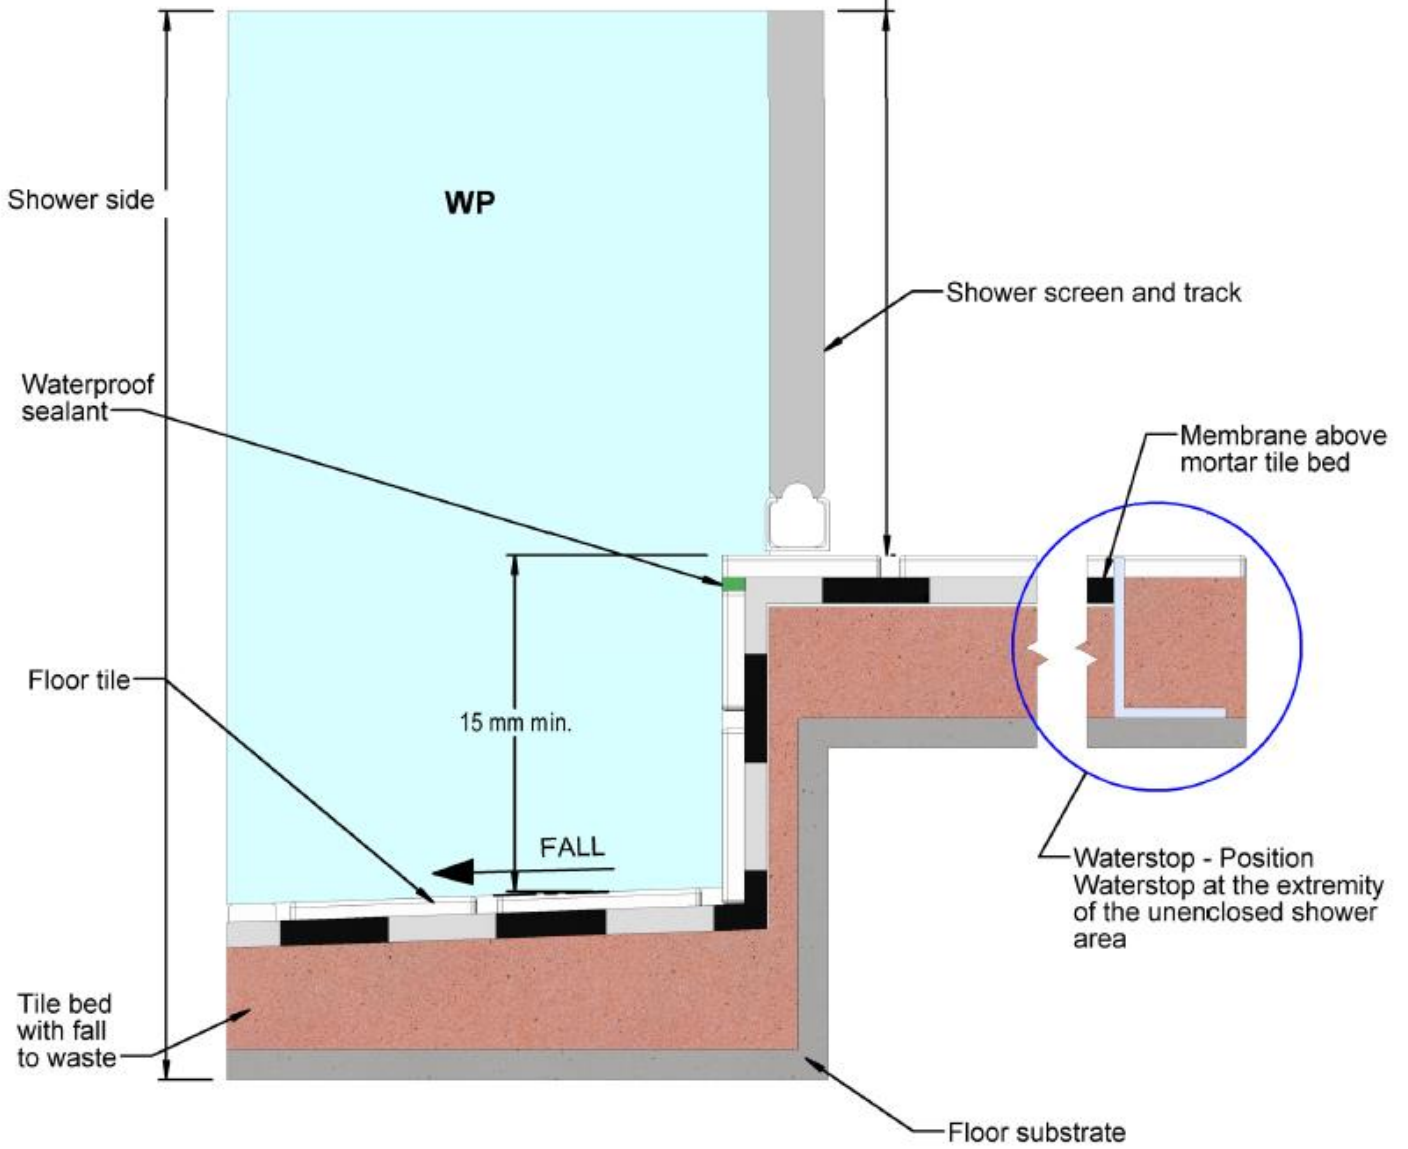 WP
Shower side
Shower screen and track
Waterproof
sealant
Membrane above
mortar tile bed
Floor tile
15 mm min.
FALL
Waterstop - Position
Waterstop at the extremity
of the unenclosed shower
area
Tile bed
with fall
to waste
Floor substrate